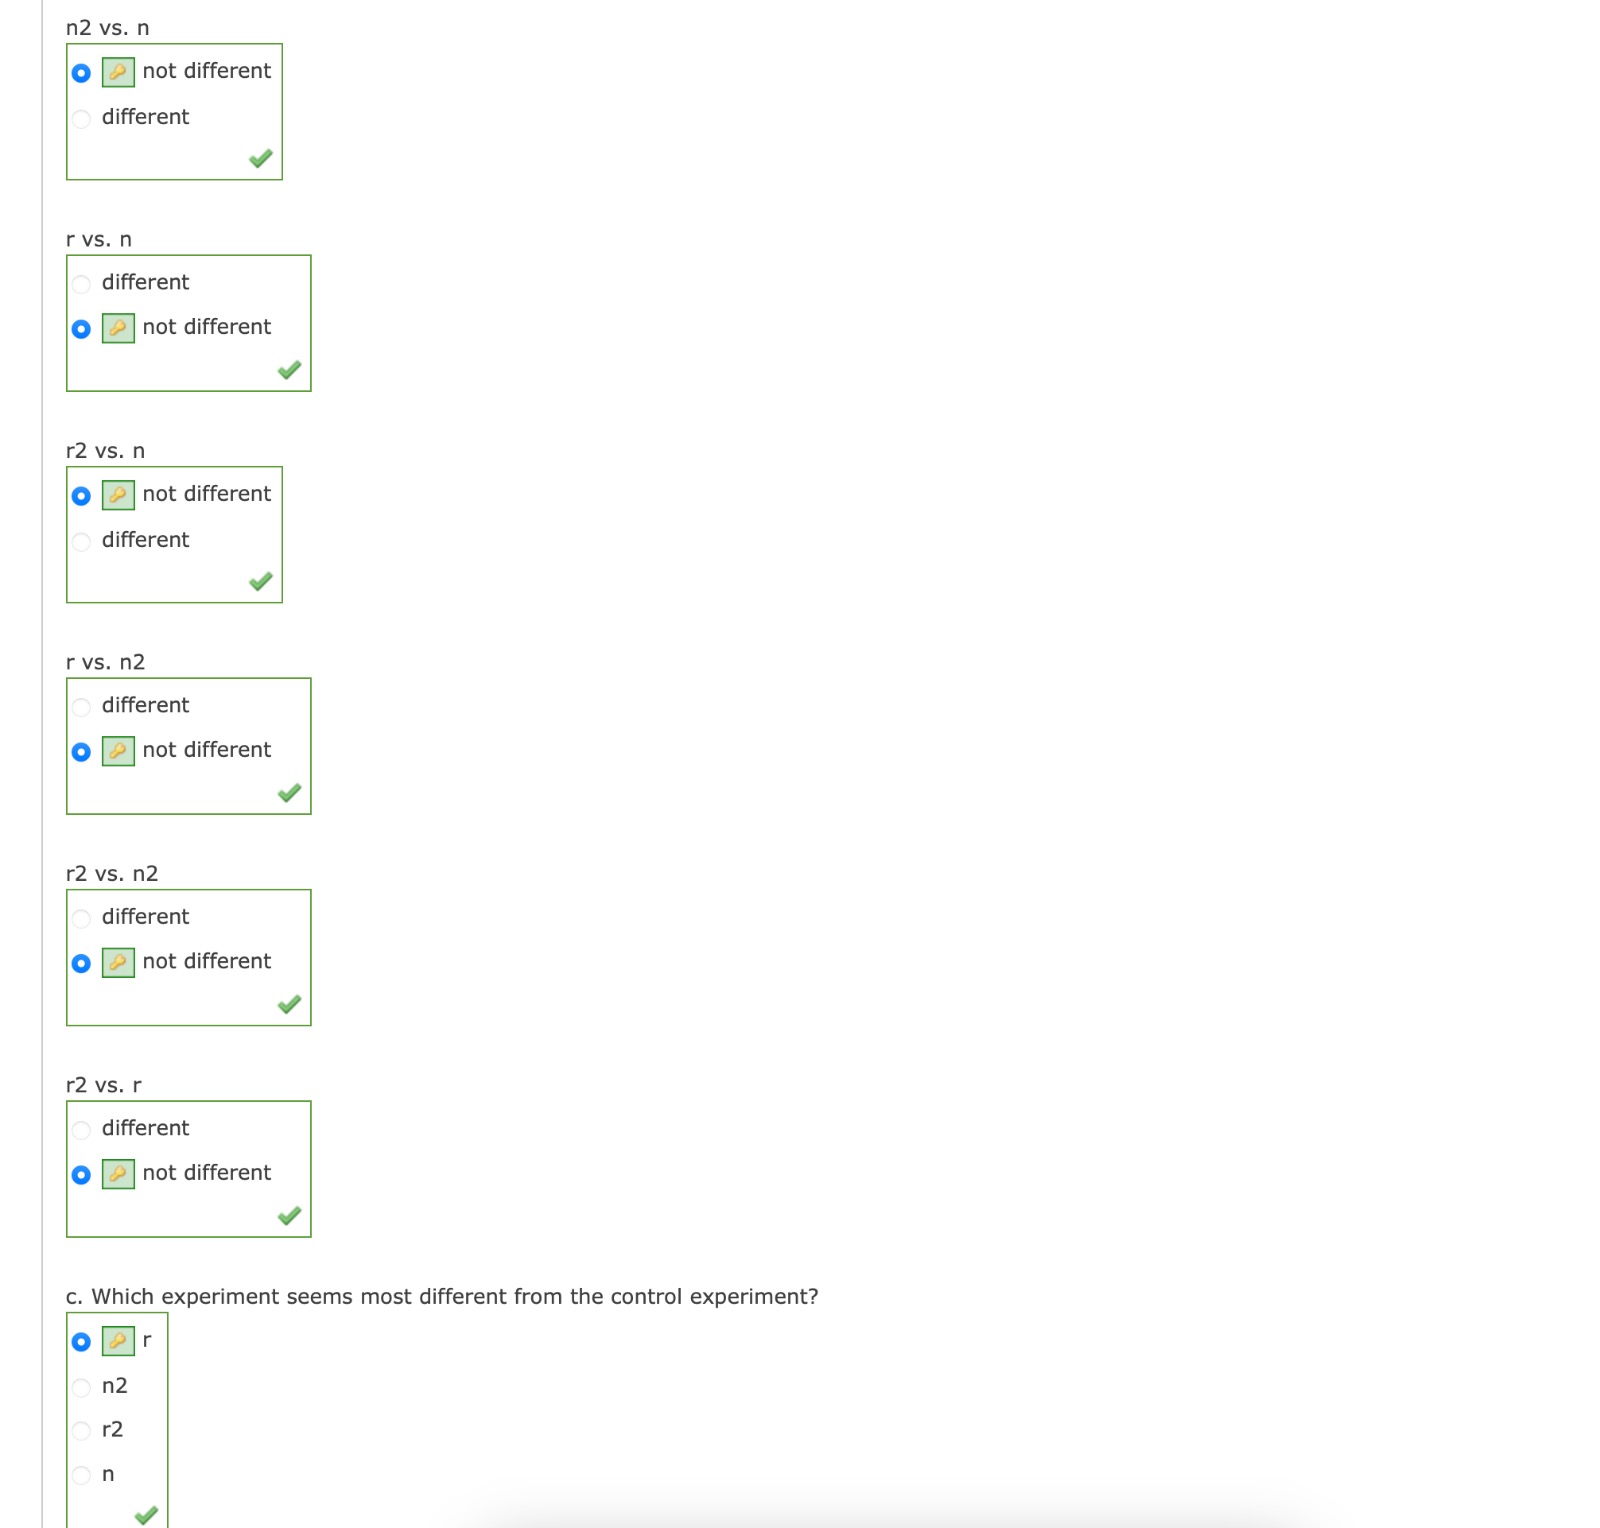 n2 vs. n
not different
different
r vs. n
different
not different
r2 vs. n
not different
different
r vs. n2
different
not different
r2 vs. n2
different
not different
r2 vs. r
different
not different
c. Which experiment seems most different from the control experiment?
r
n2
r2
n